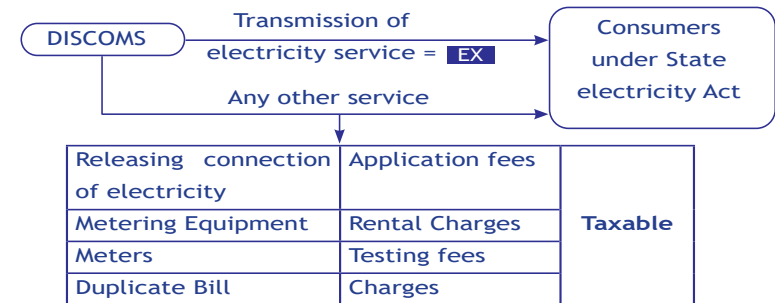 DISCOMS
Transmission of
electricity service = EX
Consumers
under State
electricity Act
Any other service
Releasing connection of electricity
Application fees
Metering Equipment
Rental Charges
Taxable
Meters
Testing fees
Duplicate Bill
Charges